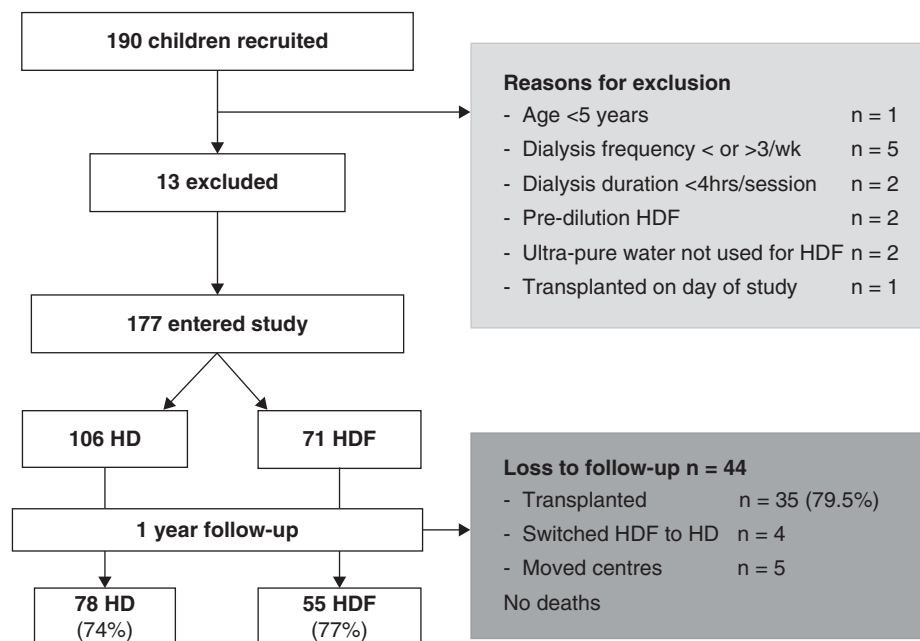 190 children recruited
Reasons for exclusion
- Age <5 years n = 1
- Dialysis frequency < or >3/wk n = 5
- Dialysis duration <4hrs/session n = 2
- Pre-dilution HDF n = 2
- Ultra-pure water not used for HDF n = 2
- Transplanted on day of study n = 1
13 excluded
177 entered study
106 HD
71 HDF
Loss to follow-up n = 44
- Transplanted n = 35 (79.5%)
- Switched HDF to HD n = 4
- Moved centres n = 5
No deaths
1 year follow-up
78 HD
(74%)
55 HDF
(77%)